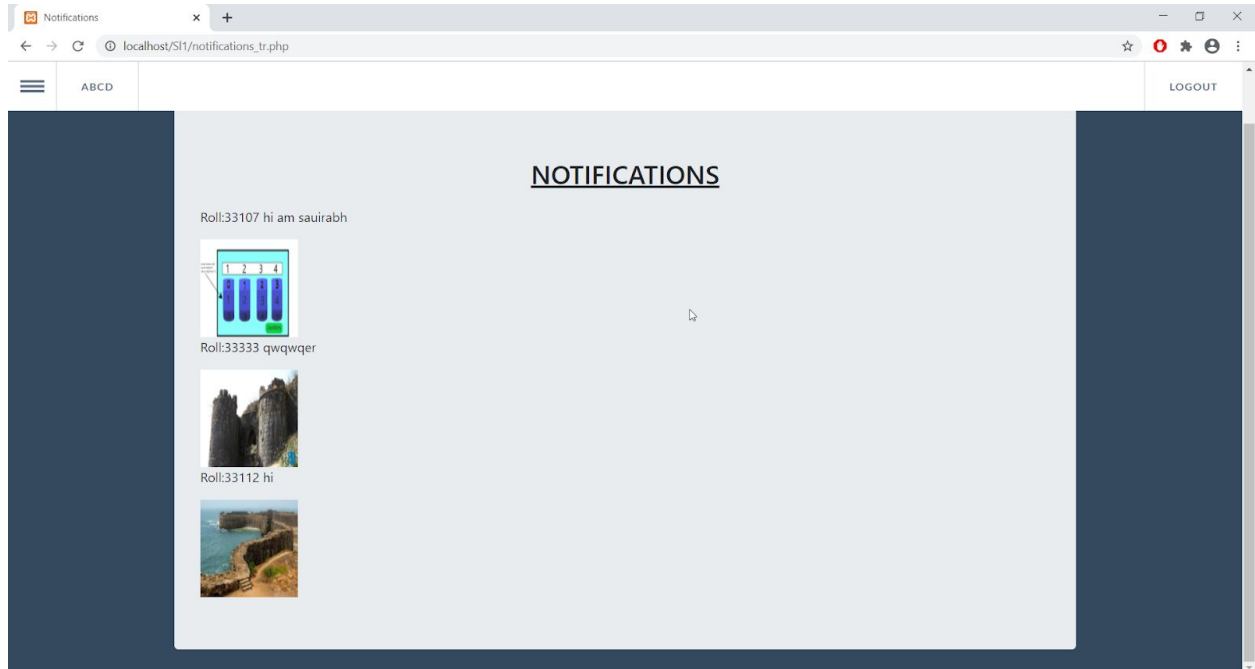 Notifications
localhost/Sl1/notifications_tr.php
ABCD
LOGOUT
NOTIFICATIONS
Roll:33107 hi am sauirabh
1 2 3 4
Roll:33333 qwqwqer
Roll:33112 hi